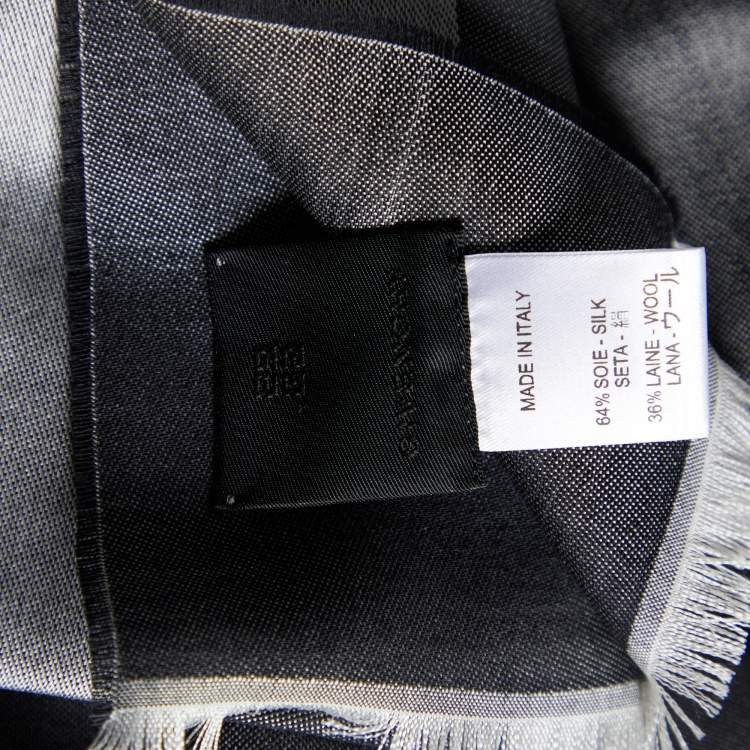 GIVENCHY
MADE IN ITALY
64% SOIE - SILK
SETA - 絹
36% LAINE - WOOL
LANA - ウール